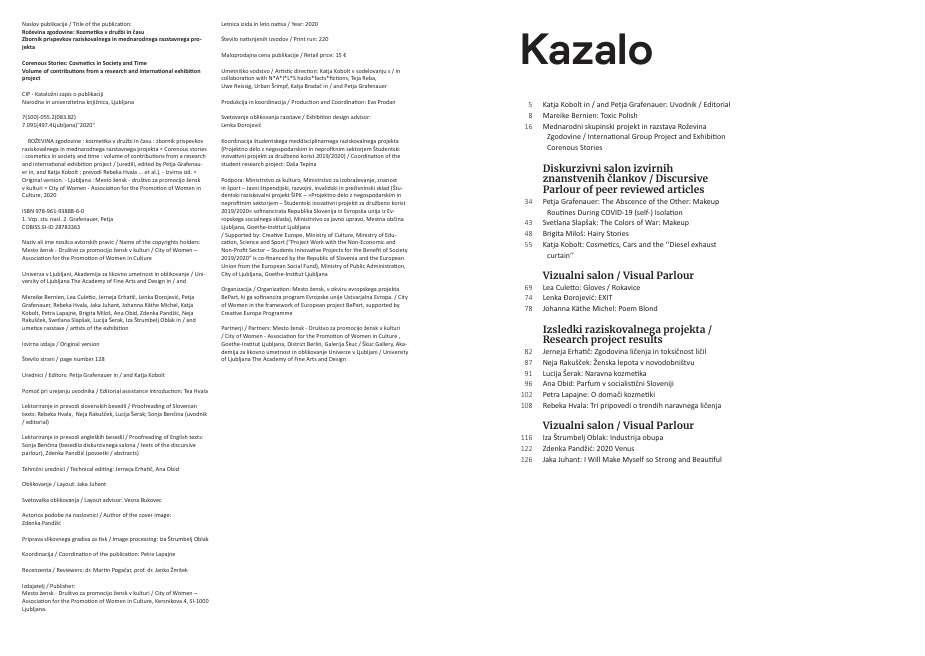 Naslov publikacije / Title of the publication:
Roževina zgodovine: Kozmetika v družbi in času
Zbornik prispevkov raziskovalnega in mednarodnega razstavnega pro-
jekta
Corenous Stories: Cosmetics in Society and Time
Volume of contributions from a research and international exhibition
project
CIP - Kataložni zapis o publikaciji
Narodna in univerzitetna knjižnica, Ljubljana
7(100)-055.2(083.82)
7.091(497.4Ljubljana)"2020"
ROŽEVINA zgodovine : kozmetika v družbi in času : zbornik prispevkov
raziskovalnega in mednarodnega razstavnega projekta = Corenous stories
: cosmetics in society and time : volume of contributions from a research
and international exhibition project / [uredili, edited by Petja Grafenau-
er in, and Katja Kobolt ; prevodi Rebeka Hvala ... et al.]. - Izvirna izd. =
Original version. - Ljubljana : Mesto žensk - društvo za promocijo žensk
v kulturi = City of Women - Association for the Promotion of Women in
Culture, 2020
ISBN 978-961-93888-6-0
1. Vzp. stv. nasl. 2. Grafenauer, Petja
COBISS.SI-ID 28783363
Naziv ali ime nosilca avtorskih pravic / Name of the copyrights holders:
Mesto žensk - Društvo za promocijo žensk v kulturi / City of Women –
Association for the Promotion of Women in Culture
Univerza v Ljubljani, Akademija za likovno umetnost in oblikovanje / Uni-
versity of Ljubljana The Academy of Fine Arts and Design in / and
Mereike Bernien, Lea Culetto, Jerneja Erhatič, Lenka Đorojević, Petja
Grafenauer, Rebeka Hvala, Jaka Juhant, Johanna Käthe Michel, Katja
Kobolt, Petra Lapajne, Brigita Miloš, Ana Obid, Zdenka Pandžić, Neja
Rakušček, Svetlana Slapšak, Lucija Šerak, Iza Štrumbelj Oblak in / and
umetice razstave / artists of the exhibition
Izvirna izdaja / Original version
Število strani / page number 128
Urednici / Editors: Petja Grafenauer in / and Katja Kobolt
Pomoč pri urejanju uvodnika / Editorial assistance introduction: Tea Hvala
Lektoriranje in prevodi slovenskih besedil / Proofreading of Slovenian
texts: Rebeka Hvala, Neja Rakušček, Lucija Šerak; Sonja Benčina (uvodnik
/ editorial)
Lektoriranje in prevodi angleških besedil / Proofreading of English texts:
Sonja Benčina (besedila diskurzivnega salona / texts of the discursive
parlour), Zdenka Pandžić (povzetki / abstracts)
Tehnični urednici / Technical editing: Jerneja Erhatič, Ana Obid
Oblikovanje / Layout: Jaka Juhant
Svetovalka oblikovanja / Layout advisor: Vesna Bukovec
Avtorica podobe na naslovnici / Author of the cover image:
Zdenka Pandžić
Priprava slikovnega gradiva za tisk / Image processing: Iza Štrumbelj Oblak
Koordinacija / Coordination of the publication: Petra Lapajne
Recenzenta / Reviewers: dr. Martin Pogačar, prof. dr. Janko Žmitek
Izdajatelj / Publisher:
Mesto žensk - Društvo za promocijo žensk v kulturi / City of Women –
Association for the Promotion of Women in Culture, Kersnikova 4, SI-1000
Ljubljana.
Letnica izida in leto natisa / Year: 2020
Število natisnjenih izvodov / Print run: 220
Maloprodajna cena publikacije / Retail price: 15 €
Umetniško vodstvo / Artistic direction: Katja Kobolt v sodelovanju s / in
collaboration with N*A*I*L*S hacks*facts*fictions, Teja Reba,
Uwe Reissig, Urban Šrimpf, Katja Bradač in / and Petja Grafenauer
Produkcija in koordinacija / Production and Coordination: Eva Prodan
Svetovanje oblikovanja razstave / Exhibition design advisor:
Lenka Đorojević
Koordinacija študentskega meddisciplinarnega razskovalnega projekta
(Projektno delo z negospodarskim in neprofitnim sektorjem Študentski
inovativni projekti za družbeno korist 2019/2020) / Coordination of the
student research project: Daša Tepina
Podpora: Ministrstvo za kulturo, Ministrstvo za izobraževanje, znanost
in šport – Javni štipendijski, razvojni, invalidski in preživninski sklad (Štu-
dentski raziskovalni projekt ŠIPK – »Projektno delo z negospodarskim in
neprofitnim sektorjem – Študentski inovativni projekti za družbeno korist
2019/2020« sofinancirata Republika Slovenija in Evropska unija iz Ev-
ropskega socialnega sklada), Ministrstvo za javno upravo, Mestna občina
Ljubljana, Goethe-Institut Ljubljana
/ Supported by: Creative Europe, Ministry of Culture, Ministry of Edu-
cation, Science and Sport ("Project Work with the Non-Economic and
Non-Profit Sector – Students Innovative Projects for the Benefit of Society
2019/2020" is co-financed by the Republic of Slovenia and the European
Union from the European Social Fund), Ministry of Public Administration,
City of Ljubljana, Goethe-Institut Ljubljana
Organizacija / Organization: Mesto žensk, v okviru evropskega projekta
BePart, ki ga sofinancira program Evropske unije Ustvarjalna Evropa. / City
of Women in the framework of European project BePart, supported by
Creative Europe Programme
Partnerji / Partners: Mesto žensk - Društvo za promocijo žensk v kulturi
/ City of Women - Association for the Promotion of Women in Culture ,
Goethe-Institut Ljubljana, District Berlin, Galerija Škuc / Škuc Gallery, Aka-
demija za likovno umetnost in oblikovanje Univerze v Ljubljani / University
of Ljubljana The Academy of Fine Arts and Design
Kazalo
5 Katja Kobolt in / and Petja Grafenauer: Uvodnik / Editorial
8 Mareike Bernien: Toxic Polish
16 Mednarodni skupinski projekt in razstava Roževina
Zgodovine / International Group Project and Exhibition
Corenous Stories
Diskurzivni salon izvirnih
znanstvenih člankov / Discursive
Parlour of peer reviewed articles
34 Petja Grafenauer: The Abscence of the Other: Makeup
Routines During COVID-19 (self-) Isolation
43 Svetlana Slapšak: The Colors of War: Makeup
48 Brigita Miloš: Hairy Stories
55 Katja Kobolt: Cosmetics, Cars and the ''Diesel exhaust
curtain''
Vizualni salon / Visual Parlour
69 Lea Culetto: Gloves / Rokavice
74 Lenka Đorojević: EXIT
78 Johanna Käthe Michel: Poem Blond
Izsledki raziskovalnega projekta /
Research project results
82 Jerneja Erhatič: Zgodovina ličenja in toksičnost ličil
87 Neja Rakušček: Ženska lepota v novodobništvu
91 Lucija Šerak: Naravna kozmetika
96 Ana Obid: Parfum v socialistični Sloveniji
102 Petra Lapajne: O domači kozmetiki
108 Rebeka Hvala: Tri pripovedi o trendih naravnega ličenja
Vizualni salon / Visual Parlour
116 Iza Štrumbelj Oblak: Industrija obupa
122 Zdenka Pandžić: 2020 Venus
126 Jaka Juhant: I Will Make Myself so Strong and Beautiful